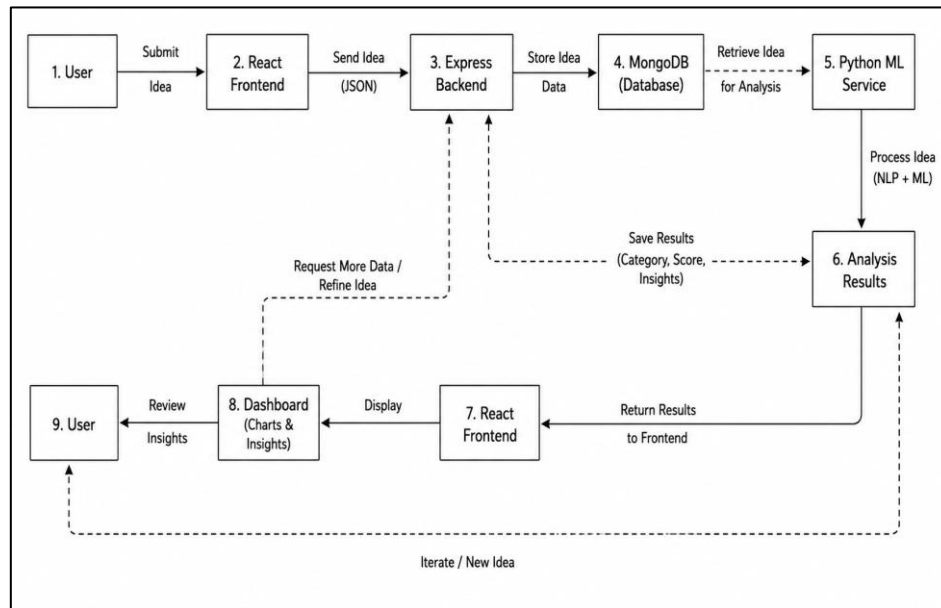 Submit
Idea
Send Idea
(JSON)
Store Idea
Data
Retrieve Idea
for Analysis
1. User
2. React
Frontend
3. Express
Backend
4. MongoDB
(Database)
5. Python ML
Service
Process Idea
(NLP + ML)
Save Results
(Category, Score,
Insights)
6. Analysis
Results
Request More Data /
Refine Idea
9. User
Review
Insights
8. Dashboard
(Charts &
Insights)
Display
7. React
Frontend
Return Results
to Frontend
Iterate / New Idea